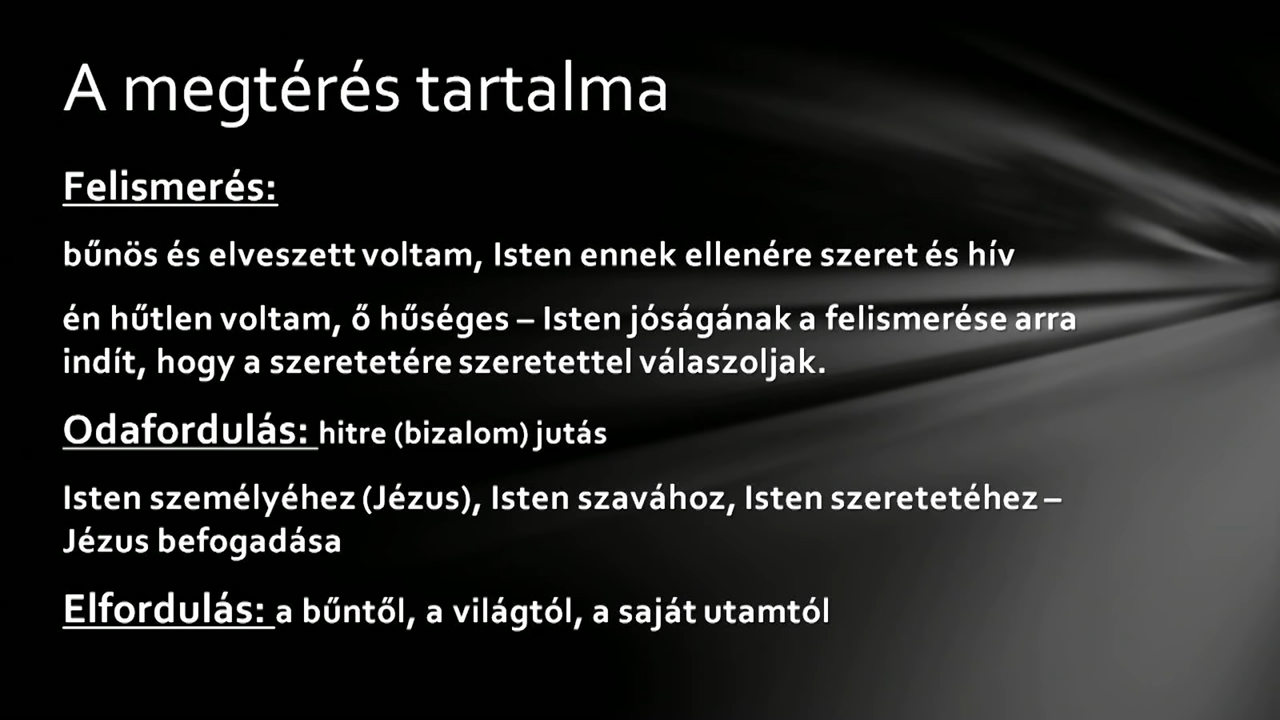 A megtérés tartalma
Felismerés:
bűnös és elveszett voltam, Isten ennek ellenére szeret és hív
én hűtlen voltam, ő hűséges – Isten jóságának a felismerése arra
indít, hogy a szeretetére szeretettel válaszoljak.
Odafordulás: hitre (bizalom) jutás
Isten személyéhez (Jézus), Isten szavához, Isten szeretetéhez –
Jézus befogadása
Elfordulás: a bűntől, a világtól, a saját utamtól